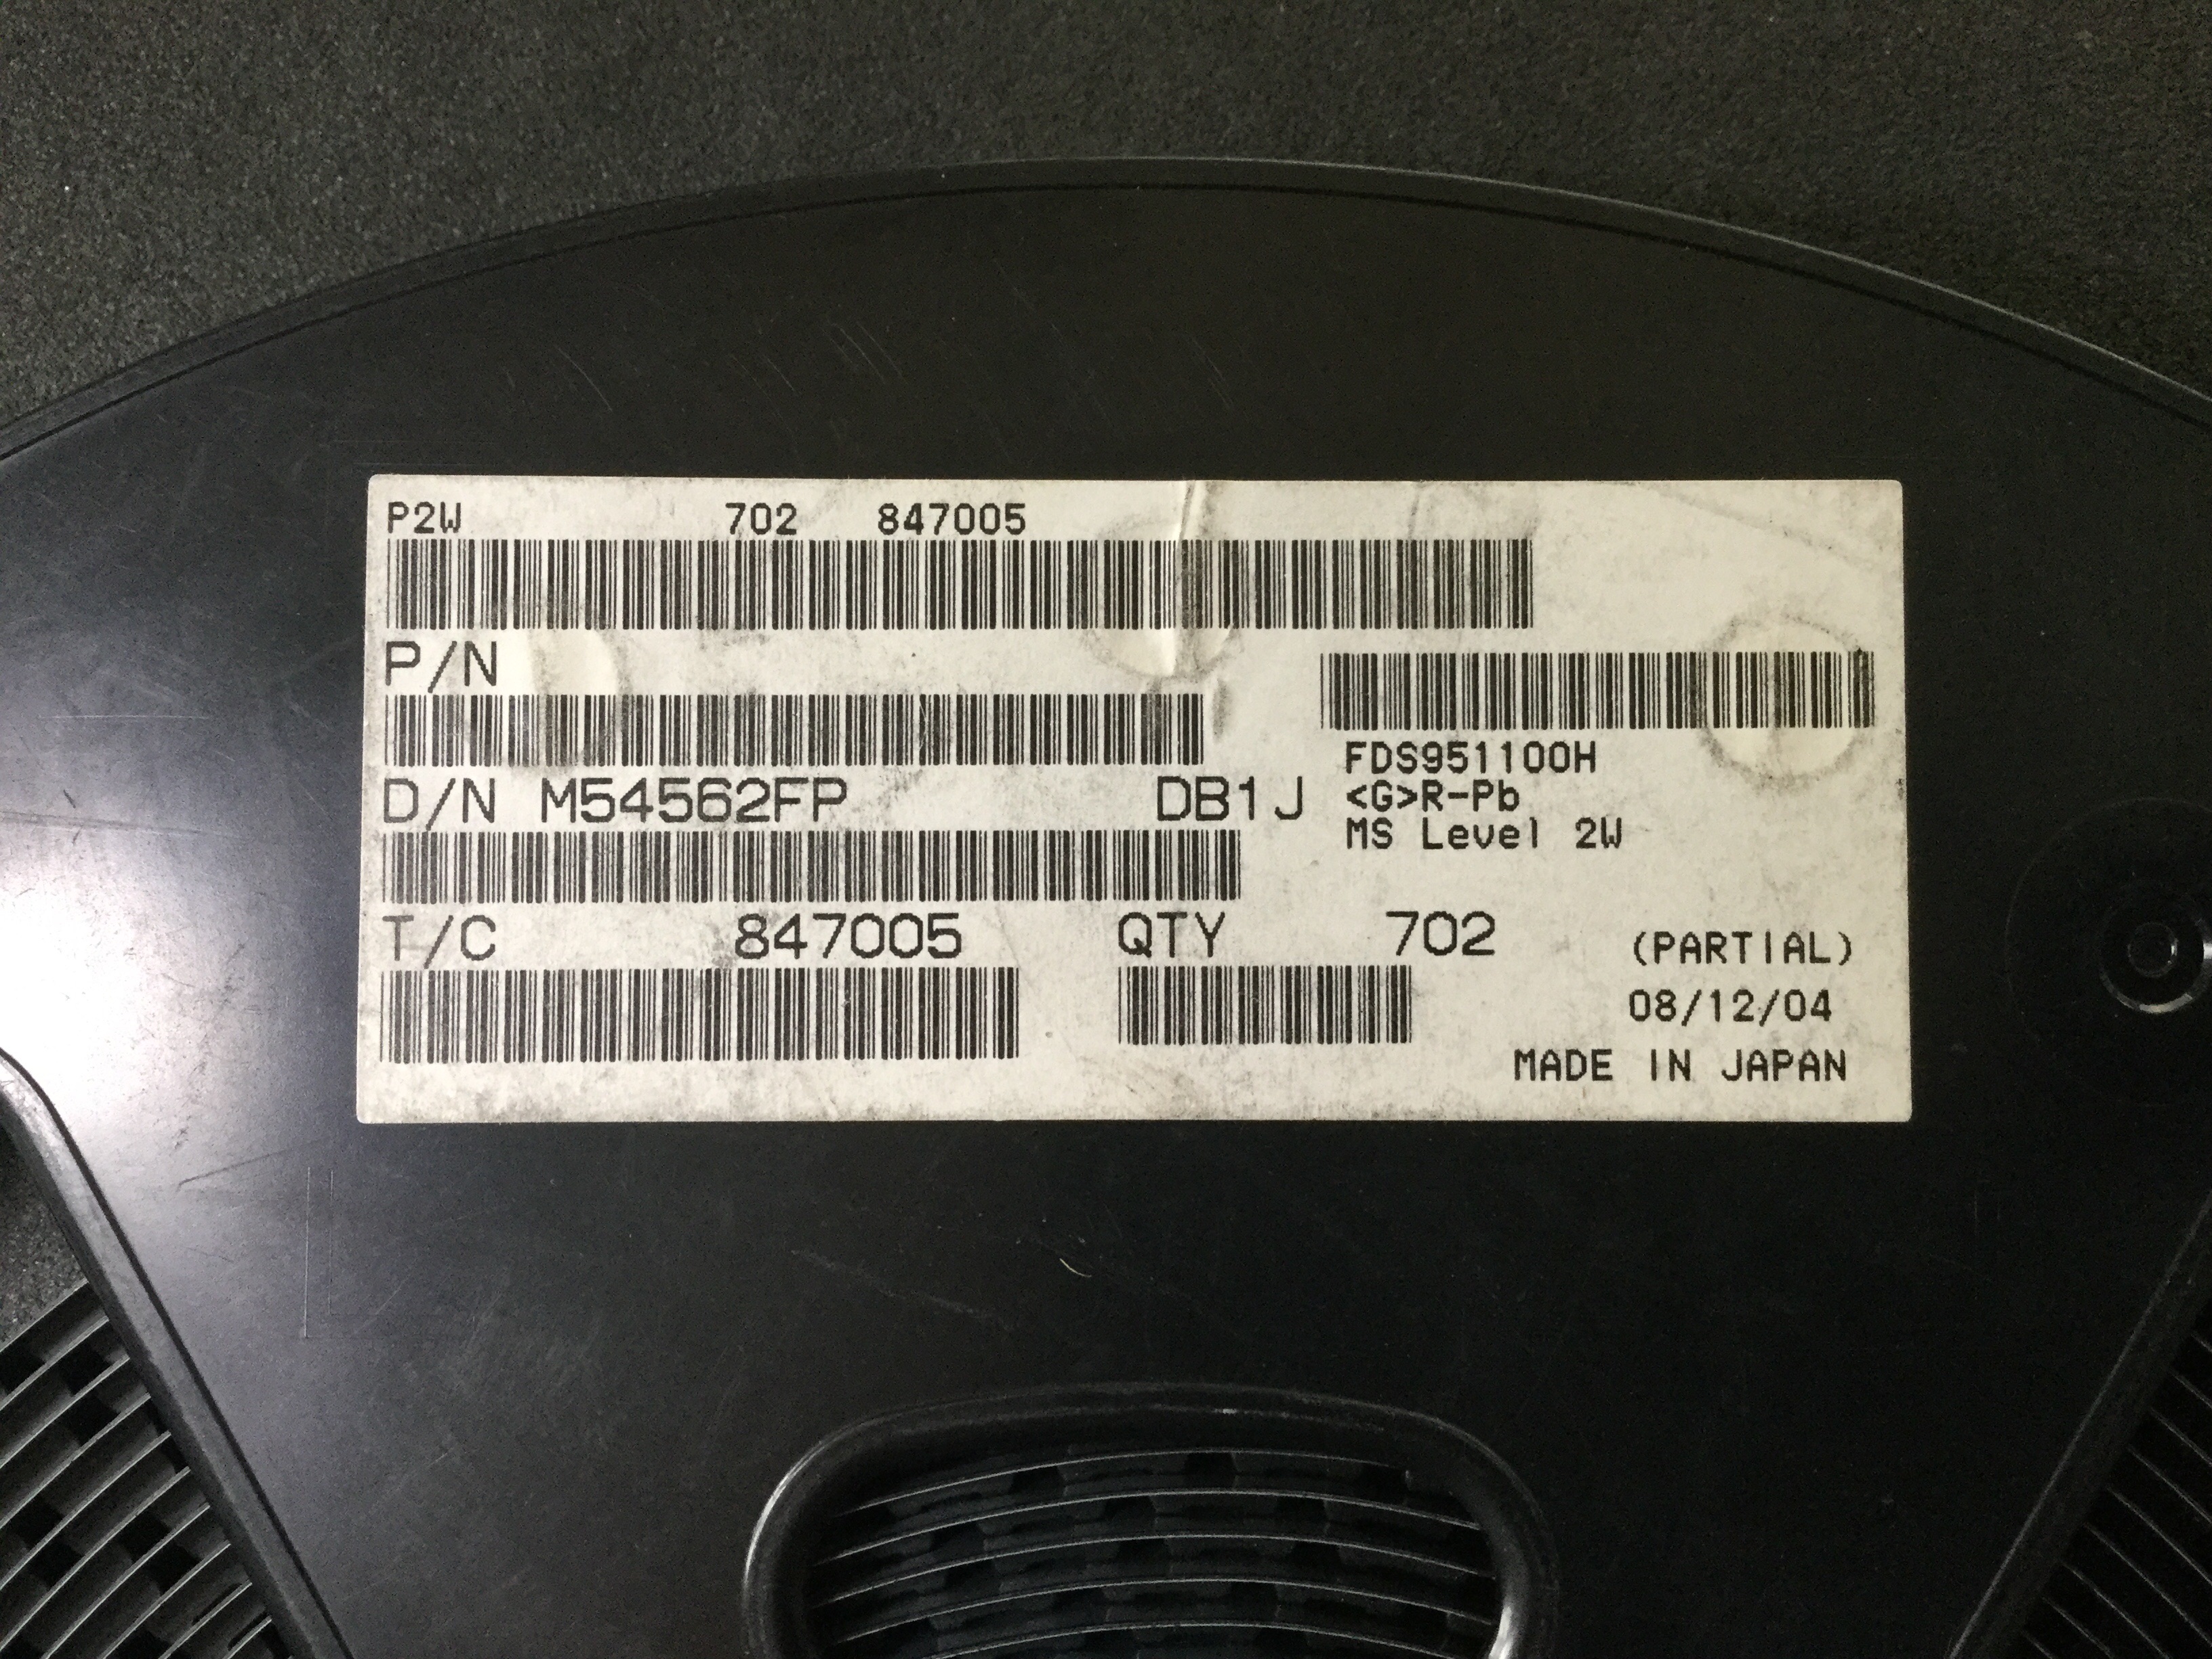 P2W 702 847005
P/N
D/N M54562FP DB1J
FDS951100H
<G>R-Pb
MS Level 2W
T/C 847005 QTY 702
(PARTIAL)
08/12/04
MADE IN JAPAN